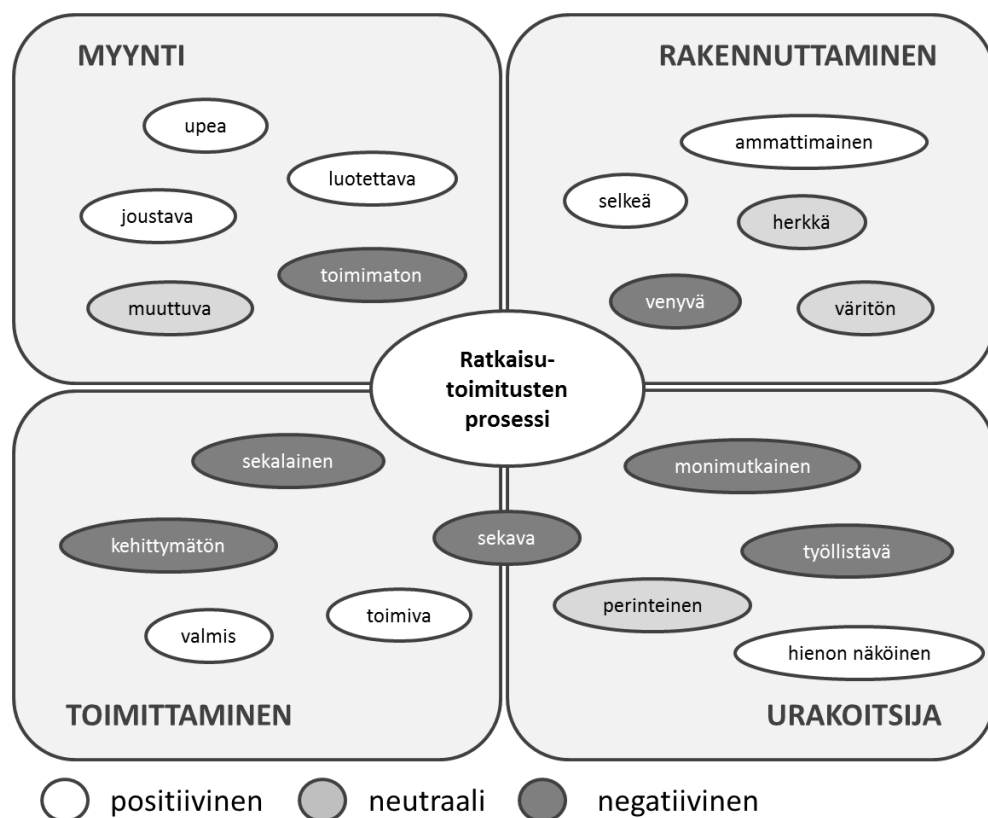 MYYNTI
upea
luotettava
joustava
toimimaton
muuttuva
RAKENNUTTAMINEN
ammattimainen
selkeä
herkkä
venyvä
väritön
Ratkaisu-
toimitusten
prosessi
sekalainen
kehittymätön
sekava
toimiva
valmis
TOIMITTAMINEN
monimutkainen
työllistävä
perinteinen
hienon näköinen
URAKOITSIJA
positiivinen
neutraali
negatiivinen